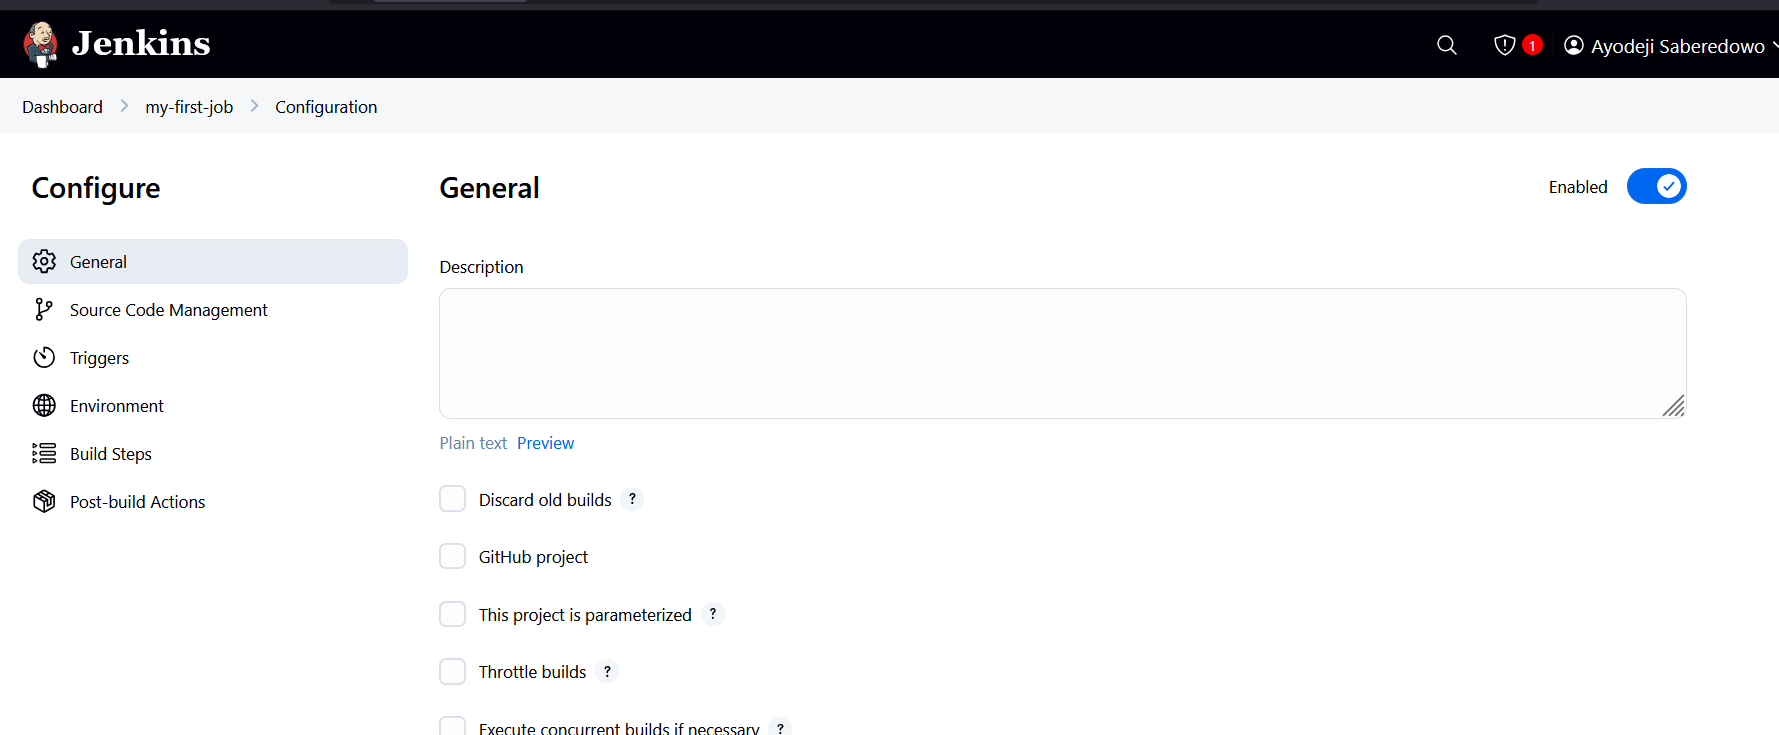 Jenkins
1
Ayodeji Saberedowo
Dashboard
my-first-job
Configuration
Configure
General
Source Code Management
Triggers
Environment
Build Steps
Post-build Actions
General
Enabled
Description
Plain text Preview
Discard old builds ?
GitHub project
This project is parameterized ?
Throttle builds ?
Execute concurrent builds if necessary ?